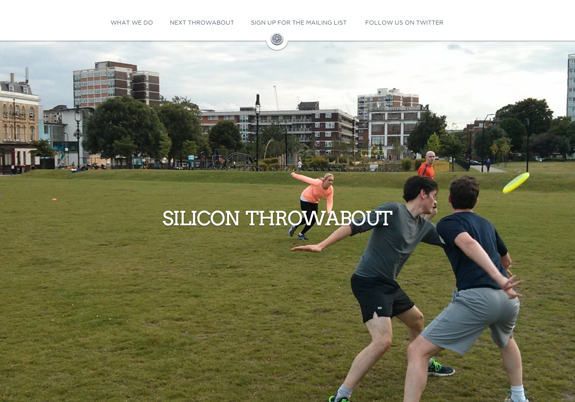 WHAT WE DO NEXT THROWABOUT SIGN UP FOR THE MAILING LIST FOLLOW US ON TWITTER
SILICON THROWABOUT